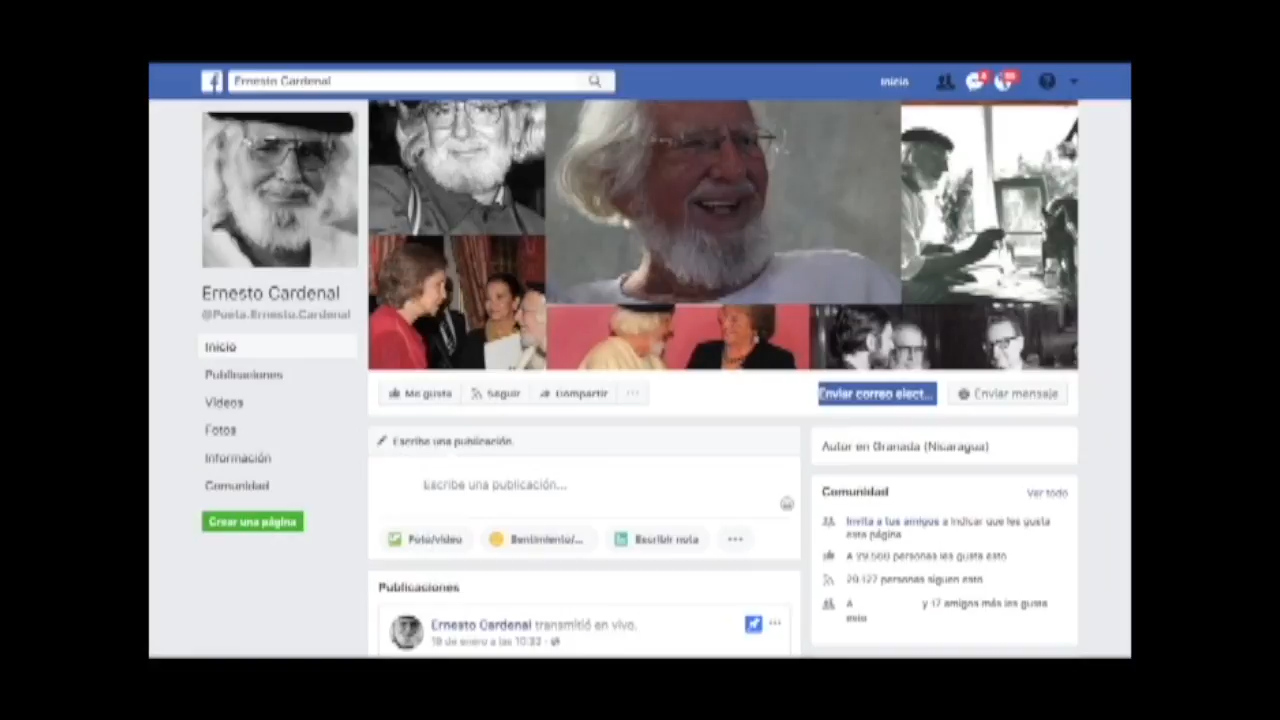 Ernesto Cardenal
Inicio
Ernesto Cardenal
@Poeta.Ernesto.Cardenal
Inicio
Publicaciones
Videos
Fotos
Información
Comunidad
Crear una página
Me gusta
Seguir
Compartir
...
Enviar correo elect...
Enviar mensaje
Escribe una publicación
Escribe una publicación...
Foto/video
Sentimiento/...
Escribir nota
...
Publicaciones
Ernesto Cardenal transmitió en vivo.
de enero a las
Autor en Granada (Nicaragua)
Comunidad
Ver todo
Invita a tus amigos a indicar que les gusta
esta página
A personas les gusta esto
personas siguen esto
A y 17 amigos más les gusta
esto